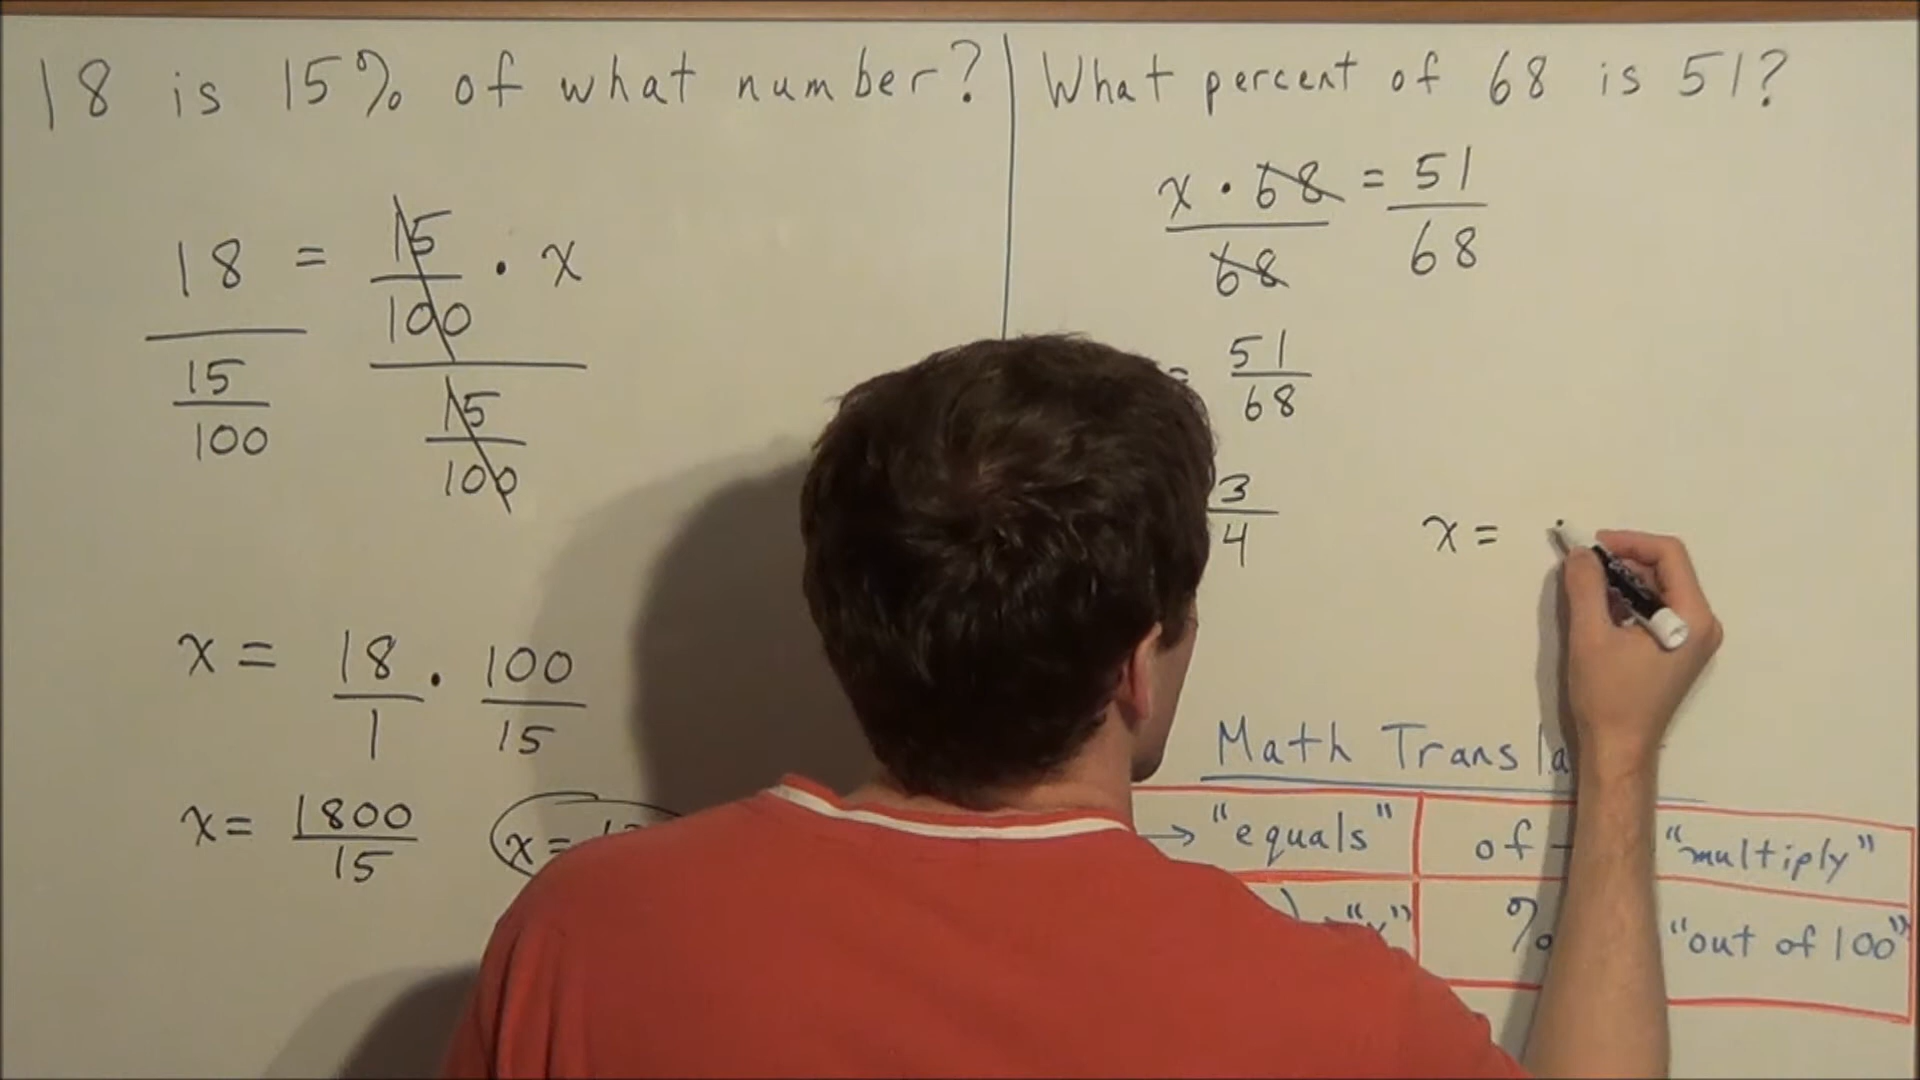 18 is 15% of what number?
18 = 15/100 · x
15/100 15/100
x = 18/1 · 100/15
x = 1800/15 x =
What percent of 68 is 51?
x · 68 = 51
68 68
= 51/68
3/4 x =
Math
→ "equals" of "multiply"
"x" % "out of 100"